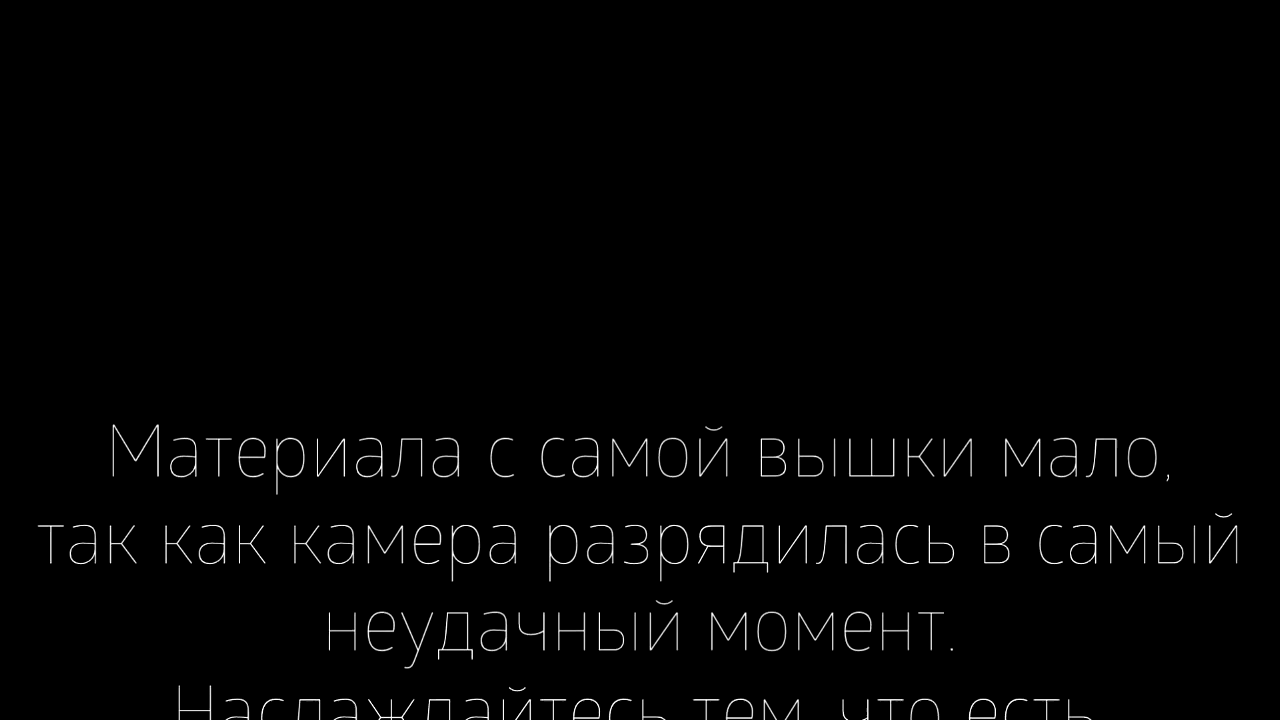 Материала с самой вышки мало,
так как камера разрядилась в самый
неудачный момент.
Наслаждайтесь тем, что есть